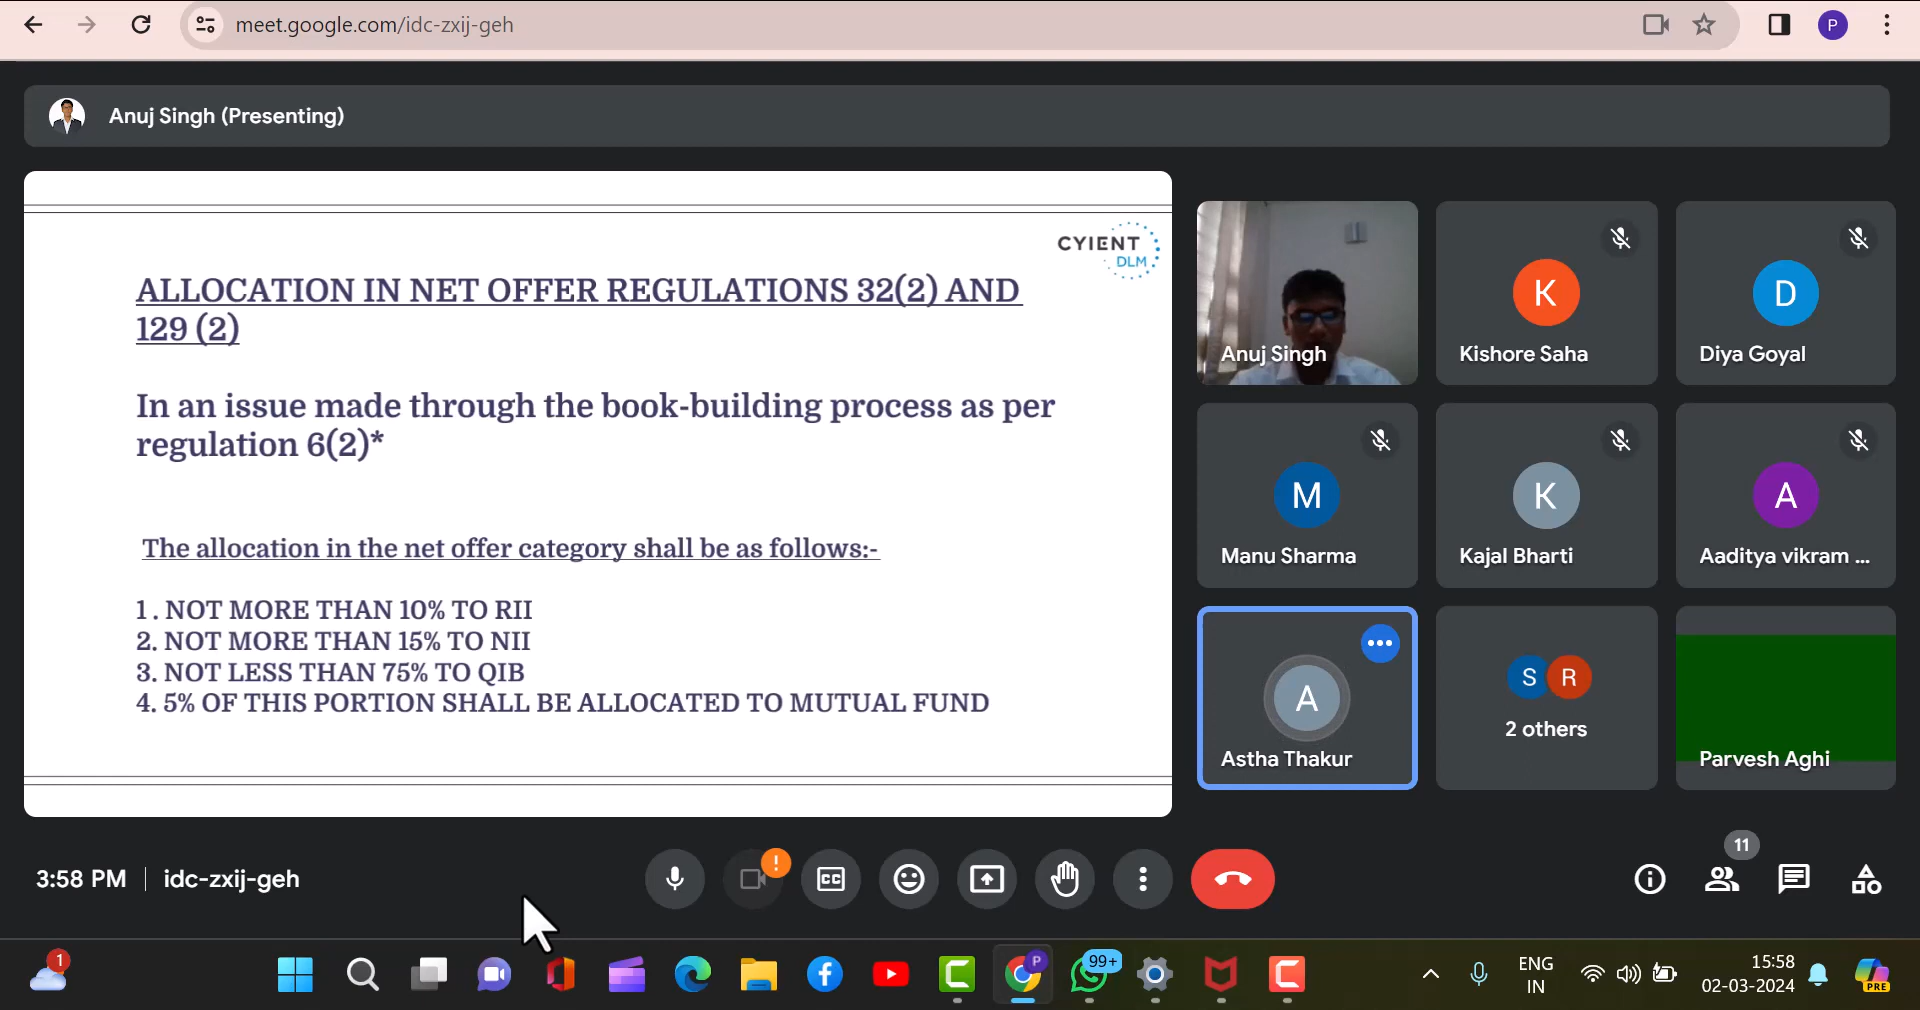 meet.google.com/idc-zxij-geh
P
Anuj Singh (Presenting)
CYIENT
DLM
ALLOCATION IN NET OFFER REGULATIONS 32(2) AND
129 (2)
In an issue made through the book-building process as per
regulation 6(2)*
The allocation in the net offer category shall be as follows:-
1 . NOT MORE THAN 10% TO RII
2. NOT MORE THAN 15% TO NII
3. NOT LESS THAN 75% TO QIB
4. 5% OF THIS PORTION SHALL BE ALLOCATED TO MUTUAL FUND
Anuj Singh
K
Kishore Saha
D
Diya Goyal
M
Manu Sharma
K
Kajal Bharti
A
Aaditya vikram ...
A
Astha Thakur
S R
2 others
Parvesh Aghi
3:58 PM | idc-zxij-geh
!
CC
11
1
P
99+
ENG
IN
15:58
02-03-2024
PRE